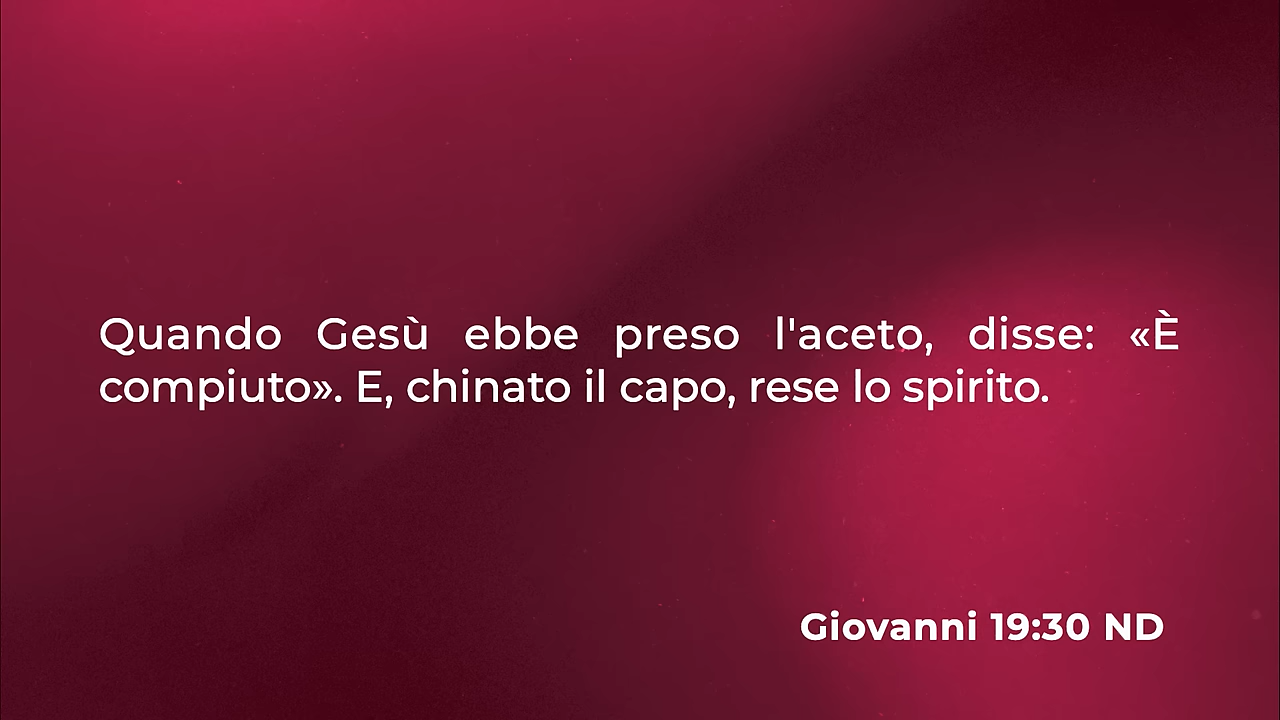 Quando Gesù ebbe preso l'aceto, disse: «È
compiuto». E, chinato il capo, rese lo spirito.
Giovanni 19:30 ND